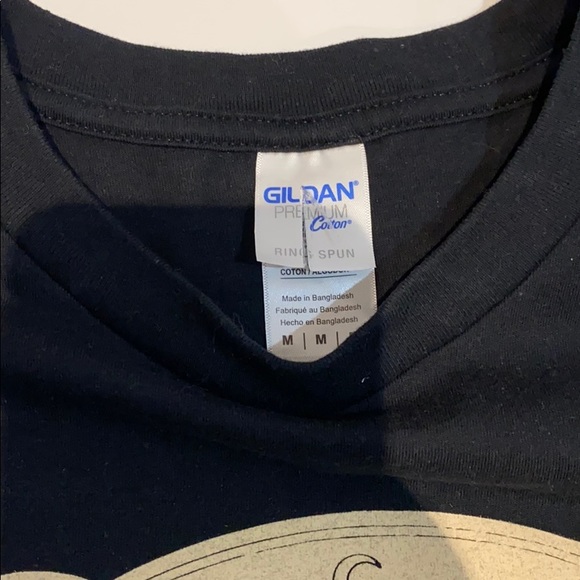 GILDAN®
PREMIUM
Cotton®
RING SPUN
Made in Bangladesh
Fabriqué au Bangladesh
Hecho en Bangladesh
M | M |